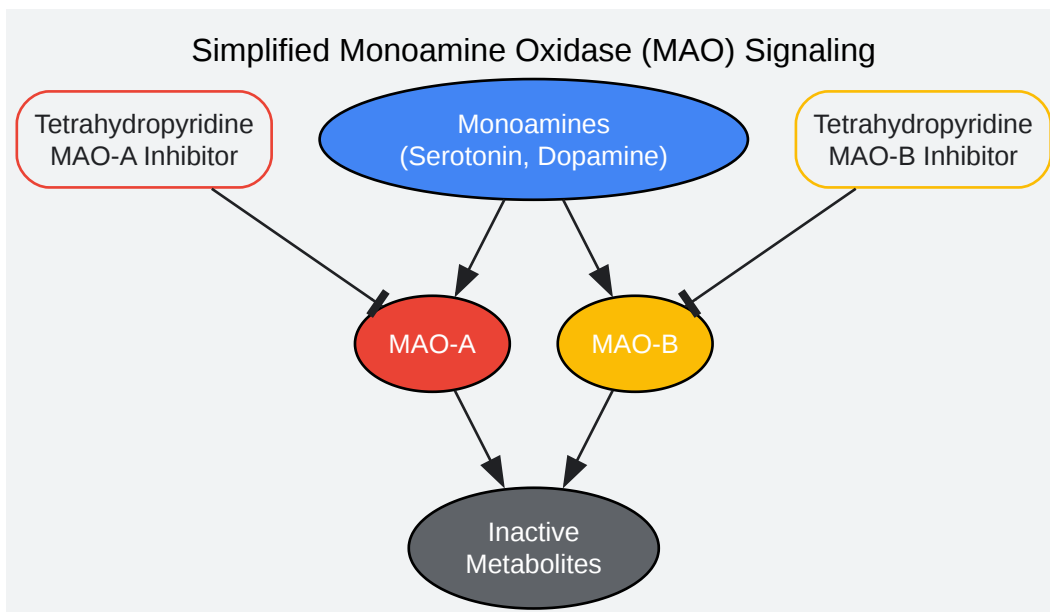 Simplified Monoamine Oxidase (MAO) Signaling
Tetrahydropyridine
MAO-A Inhibitor
Monoamines
(Serotonin, Dopamine)
Tetrahydropyridine
MAO-B Inhibitor
MAO-A
MAO-B
Inactive
Metabolites